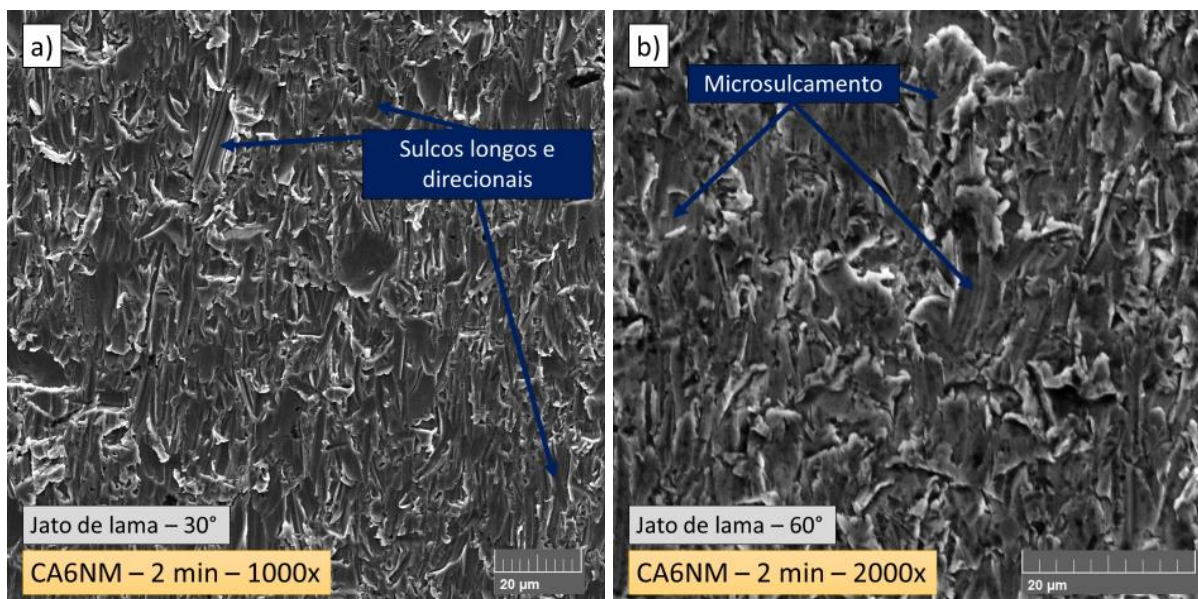 a)
Sulcos longos e
direcionais
Jato de lama – 30°
CA6NM – 2 min – 1000x
20 µm
b)
Microsulcamento
Jato de lama – 60°
CA6NM – 2 min – 2000x
20 µm